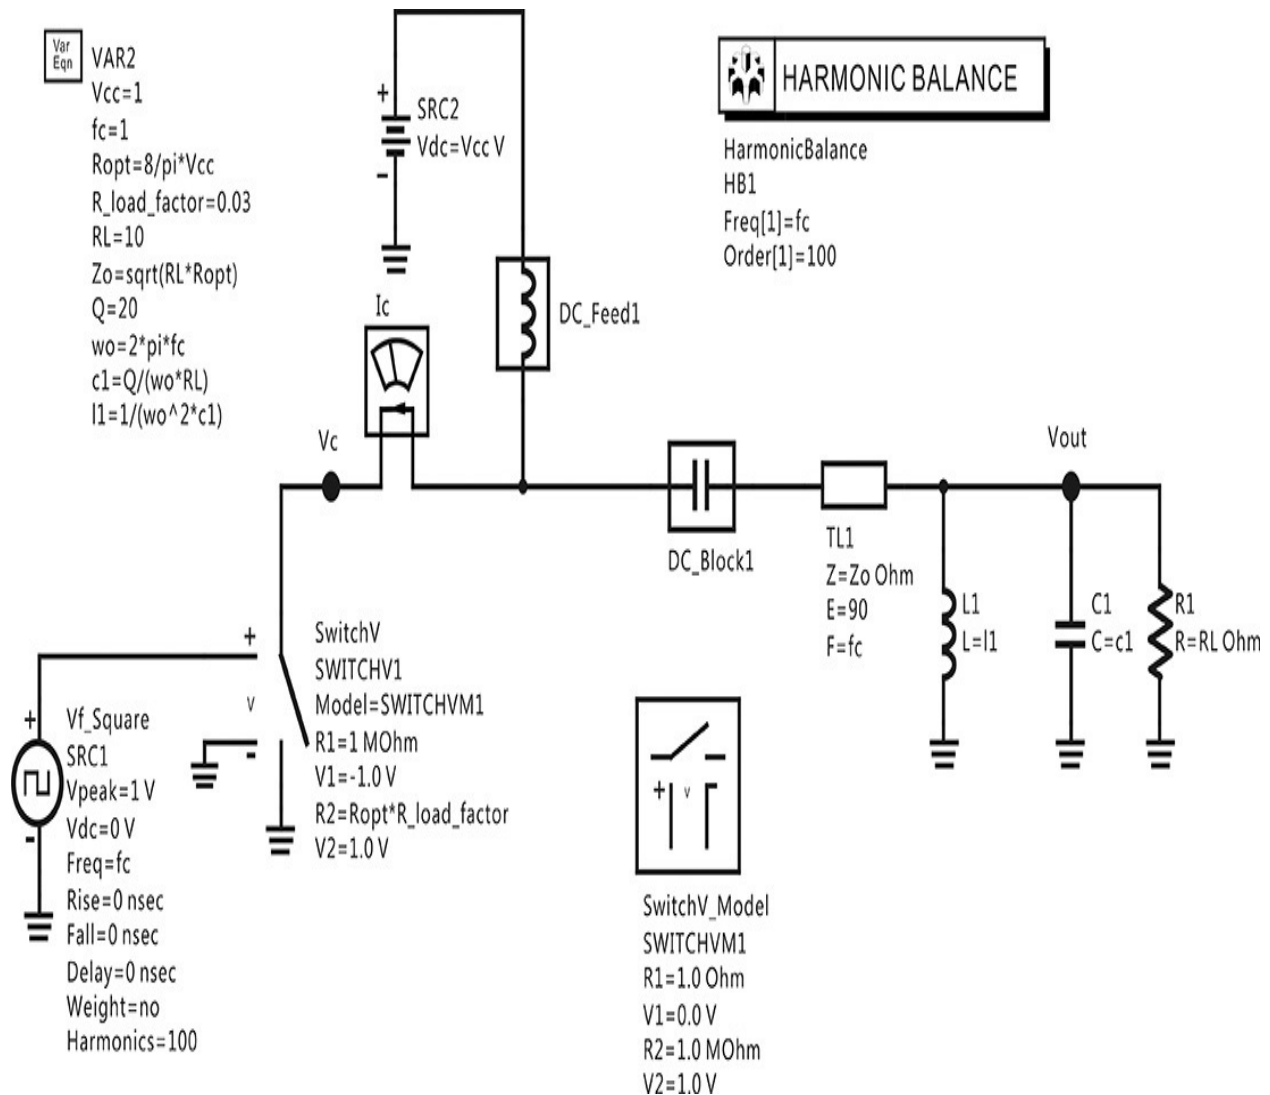 Var
Eqn
VAR2
Vcc=1
fc=1
Ropt=8/pi*Vcc
R_load_factor=0.03
RL=10
Zo=sqrt(RL*Ropt)
Q=20
wo=2*pi*fc
c1=Q/(wo*RL)
l1=1/(wo^2*c1)
+
SRC2
Vdc=Vcc V
-
HARMONIC BALANCE
HarmonicBalance
HB1
Freq[1]=fc
Order[1]=100
Ic
DC_Feed1
Vc
DC_Block1
TL1
Z=Zo Ohm
E=90
F=fc
Vout
L1
L=l1
C1
C=c1
R1
R=RL Ohm
+
v
-
SwitchV
SWITCHV1
Model=SWITCHVM1
R1=1 MOhm
V1=-1.0 V
R2=Ropt*R_load_factor
V2=1.0 V
+
-
Vf_Square
SRC1
Vpeak=1 V
Vdc=0 V
Freq=fc
Rise=0 nsec
Fall=0 nsec
Delay=0 nsec
Weight=no
Harmonics=100
+ v -
SwitchV_Model
SWITCHVM1
R1=1.0 Ohm
V1=0.0 V
R2=1.0 MOhm
V2=1.0 V